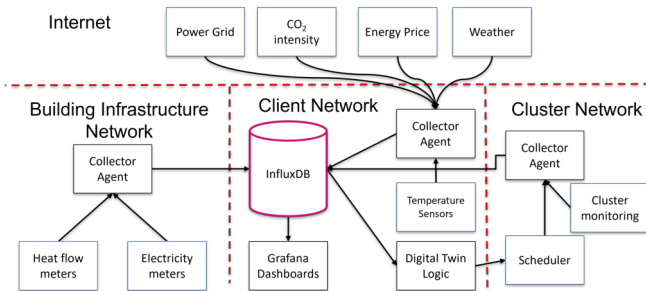 Internet
Power Grid
CO2
intensity
Energy Price
Weather
Building Infrastructure
Network
Client Network
Cluster Network
Collector
Agent
InfluxDB
Collector
Agent
Collector
Agent
Temperature
Sensors
Cluster
monitoring
Heat flow
meters
Electricity
meters
Grafana
Dashboards
Digital Twin
Logic
Scheduler